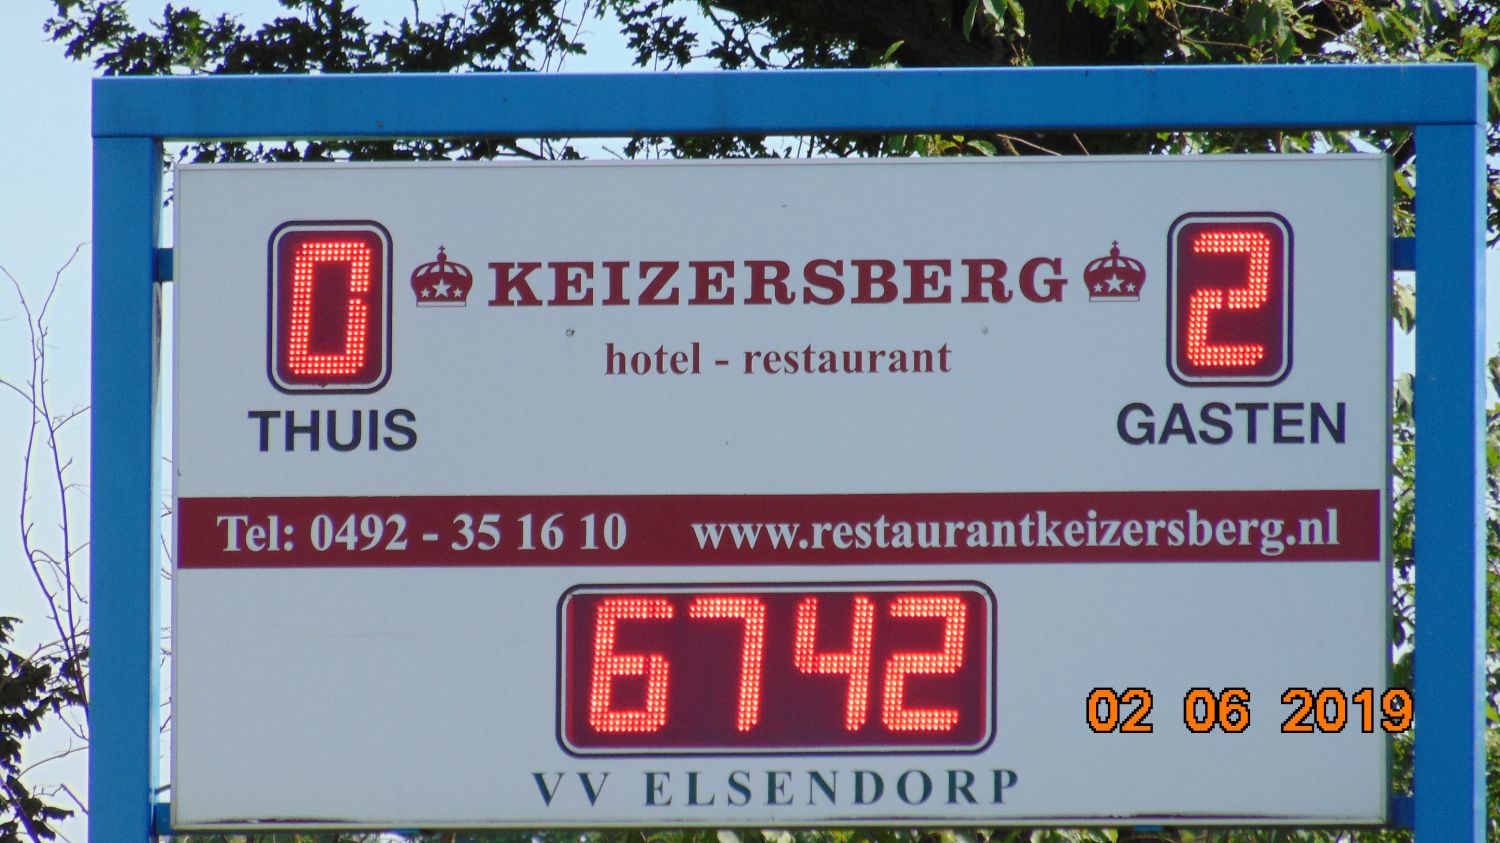 0 KEIZERSBERG 2
hotel - restaurant
THUIS GASTEN
Tel: 0492 - 35 16 10 www.restaurantkeizersberg.nl
6742
02 06 2019
VV ELSENDORP